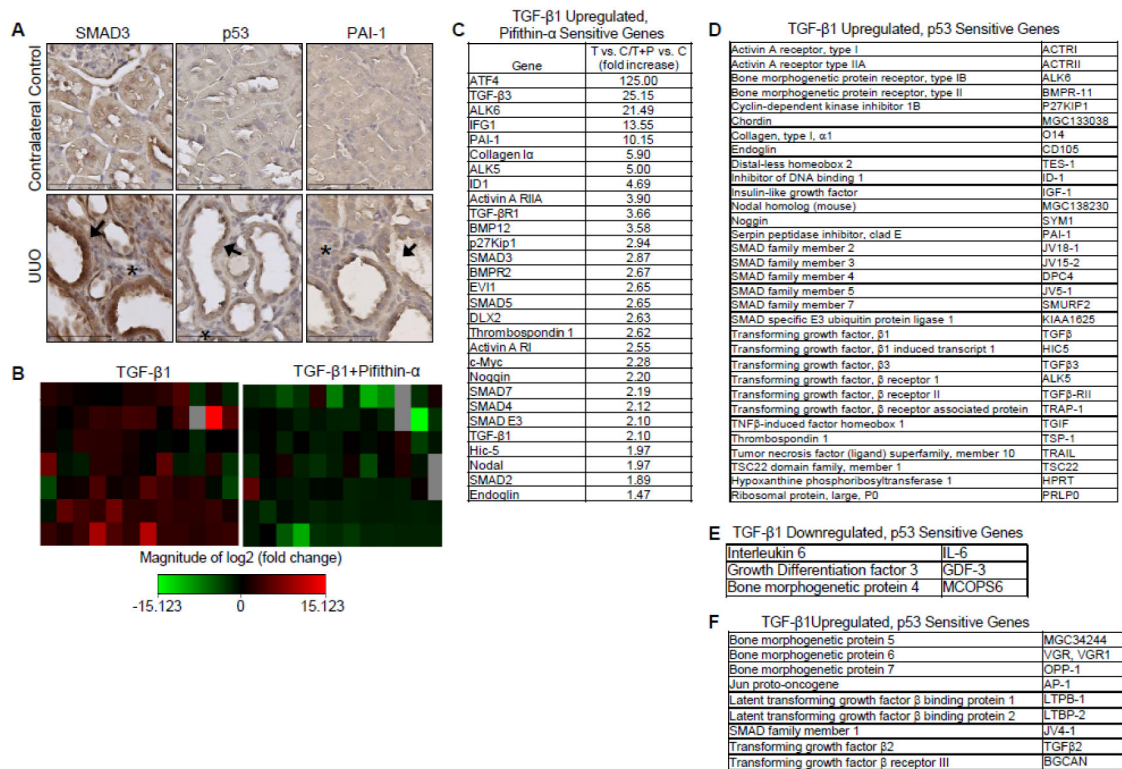 A
SMAD3 p53 PAI-1
Contralateral Control
UUO
* * *
B
TGF-β1 TGF-β1+Pifithin-α
Magnitude of log2 (fold change)
-15.123 0 15.123
C
TGF-β1 Upregulated,
Pifithin-α Sensitive Genes
Gene T vs. C/T+P vs. C
(fold increase)
ATF4 125.00
TGF-β3 25.15
ALK6 21.49
IFG1 13.55
PAI-1 10.15
Collagen Iα 5.90
ALK5 5.00
ID1 4.69
Activin A RIIA 3.90
TGF-βR1 3.66
BMP12 3.58
p27Kip1 2.94
SMAD3 2.87
BMPR2 2.67
EVI1 2.65
SMAD5 2.65
DLX2 2.63
Thrombospondin 1 2.62
Activin A RI 2.55
c-Myc 2.28
Noggin 2.20
SMAD7 2.19
SMAD4 2.12
SMAD E3 2.10
TGF-β1 2.10
Hic-5 1.97
Nodal 1.97
SMAD2 1.89
Endoglin 1.47
D TGF-β1 Upregulated, p53 Sensitive Genes
Activin A receptor, type I ACTRI
Activin A receptor type IIA ACTRII
Bone morphogenetic protein receptor, type IB ALK6
Bone morphogenetic protein receptor, type II BMPR-11
Cyclin-dependent kinase inhibitor 1B P27KIP1
Chordin MGC133038
Collagen, type I, α1 O14
Endoglin CD105
Distal-less homeobox 2 TES-1
Inhibitor of DNA binding 1 ID-1
Insulin-like growth factor IGF-1
Nodal homolog (mouse) MGC138230
Noggin SYM1
Serpin peptidase inhibitor, clad E PAI-1
SMAD family member 2 JV18-1
SMAD family member 3 JV15-2
SMAD family member 4 DPC4
SMAD family member 5 JV5-1
SMAD family member 7 SMURF2
SMAD specific E3 ubiquitin protein ligase 1 KIAA1625
Transforming growth factor, β1 TGFβ
Transforming growth factor, β1 induced transcript 1 HIC5
Transforming growth factor, β3 TGFβ3
Transforming growth factor, β receptor 1 ALK5
Transforming growth factor, β receptor II TGFβ-RII
Transforming growth factor, β receptor associated protein TRAP-1
TNFβ-induced factor homeobox 1 TGIF
Thrombospondin 1 TSP-1
Tumor necrosis factor (ligand) superfamily, member 10 TRAIL
TSC22 domain family, member 1 TSC22
Hypoxanthine phosphoribosyltransferase 1 HPRT
Ribosomal protein, large, P0 PRLP0
E TGF-β1 Downregulated, p53 Sensitive Genes
Interleukin 6 IL-6
Growth Differentiation factor 3 GDF-3
Bone morphogenetic protein 4 MCOPS6
F TGF-β1Upregulated, p53 Sensitive Genes
Bone morphogenetic protein 5 MGC34244
Bone morphogenetic protein 6 VGR, VGR1
Bone morphogenetic protein 7 OPP-1
Jun proto-oncogene AP-1
Latent transforming growth factor β binding protein 1 LTPB-1
Latent transforming growth factor β binding protein 2 LTBP-2
SMAD family member 1 JV4-1
Transforming growth factor β2 TGFβ2
Transforming growth factor β receptor III BGCAN